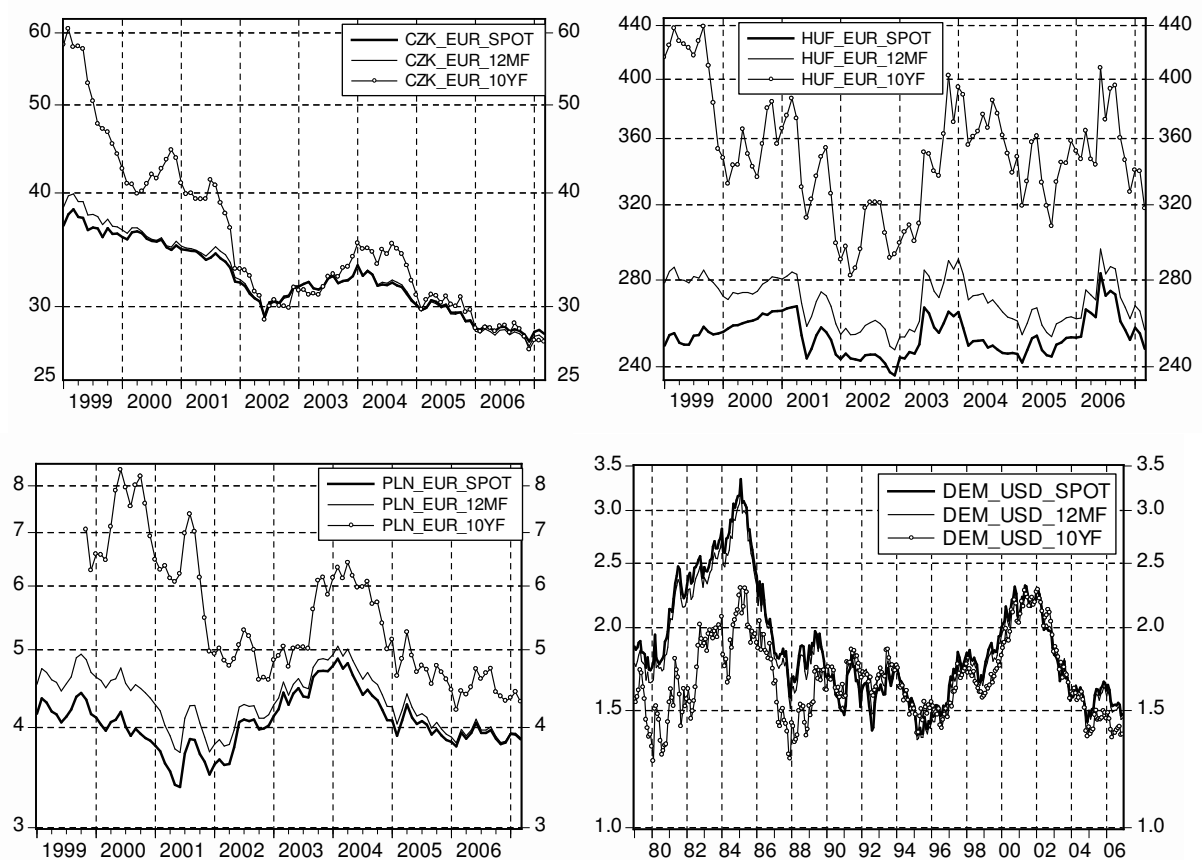 CZK_EUR_SPOT
CZK_EUR_12MF
CZK_EUR_10YF
60 60
50 50
40 40
30 30
25 25
1999 2000 2001 2002 2003 2004 2005 2006
HUF_EUR_SPOT
HUF_EUR_12MF
HUF_EUR_10YF
440 440
400 400
360 360
320 320
280 280
240 240
1999 2000 2001 2002 2003 2004 2005 2006
PLN_EUR_SPOT
PLN_EUR_12MF
PLN_EUR_10YF
8 8
7 7
6 6
5 5
4 4
3 3
1999 2000 2001 2002 2003 2004 2005 2006
DEM_USD_SPOT
DEM_USD_12MF
DEM_USD_10YF
3.5 3.5
3.0 3.0
2.5 2.5
2.0 2.0
1.5 1.5
1.0 1.0
80 82 84 86 88 90 92 94 96 98 00 02 04 06